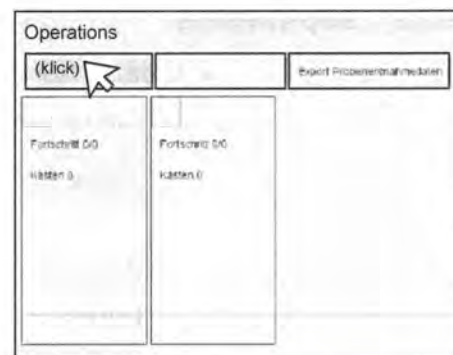 Operations
(klick)
Export Probenentnahmedaten
Fortschritt 0/0
Fortschritt 0/0
Kästen 0
Kästen 0